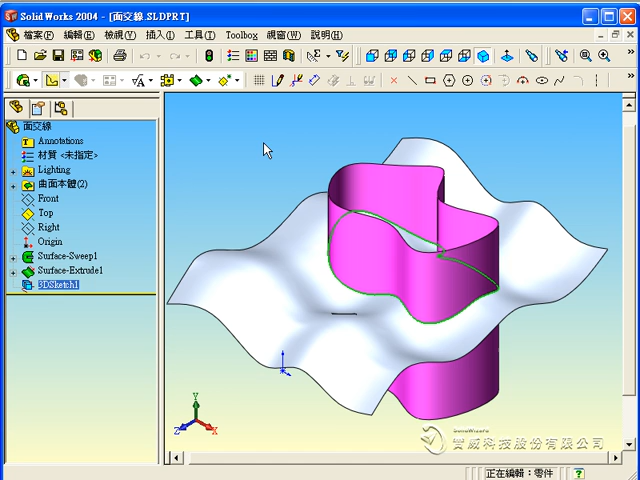 SolidWorks 2004 - [面交線.SLDPRT]
檔案(F) 編輯(E) 檢視(V) 插入(I) 工具(T) Toolbox 視窗(W) 說明(H)
面交線
Annotations
材質 <未指定>
Lighting
曲面本體(2)
Front
Top
Right
Origin
Surface-Sweep1
Surface-Extrude1
3DSketch1
Y
X
Z
SolidWizard
實威科技股份有限公司
正在編輯：零件